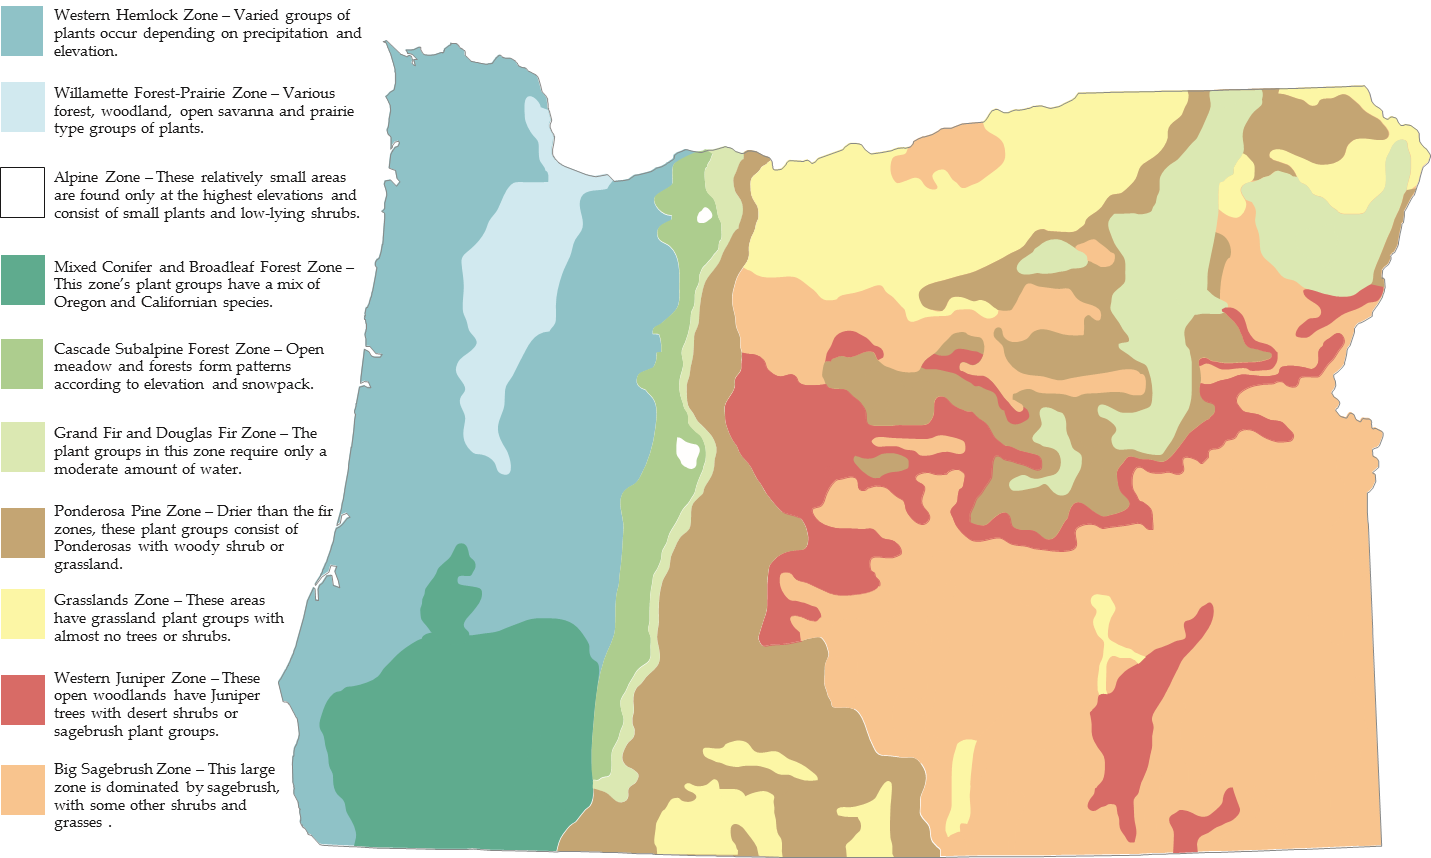 Western Hemlock Zone – Varied groups of
plants occur depending on precipitation and
elevation.
Willamette Forest-Prairie Zone – Various
forest, woodland, open savanna and prairie
type groups of plants.
Alpine Zone – These relatively small areas
are found only at the highest elevations and
consist of small plants and low-lying shrubs.
Mixed Conifer and Broadleaf Forest Zone –
This zone's plant groups have a mix of
Oregon and Californian species.
Cascade Subalpine Forest Zone – Open
meadow and forests form patterns
according to elevation and snowpack.
Grand Fir and Douglas Fir Zone – The
plant groups in this zone require only a
moderate amount of water.
Ponderosa Pine Zone – Drier than the fir
zones, these plant groups consist of
Ponderosas with woody shrub or
grassland.
Grasslands Zone – These areas
have grassland plant groups with
almost no trees or shrubs.
Western Juniper Zone – These
open woodlands have Juniper
trees with desert shrubs or
sagebrush plant groups.
Big Sagebrush Zone – This large
zone is dominated by sagebrush,
with some other shrubs and
grasses .